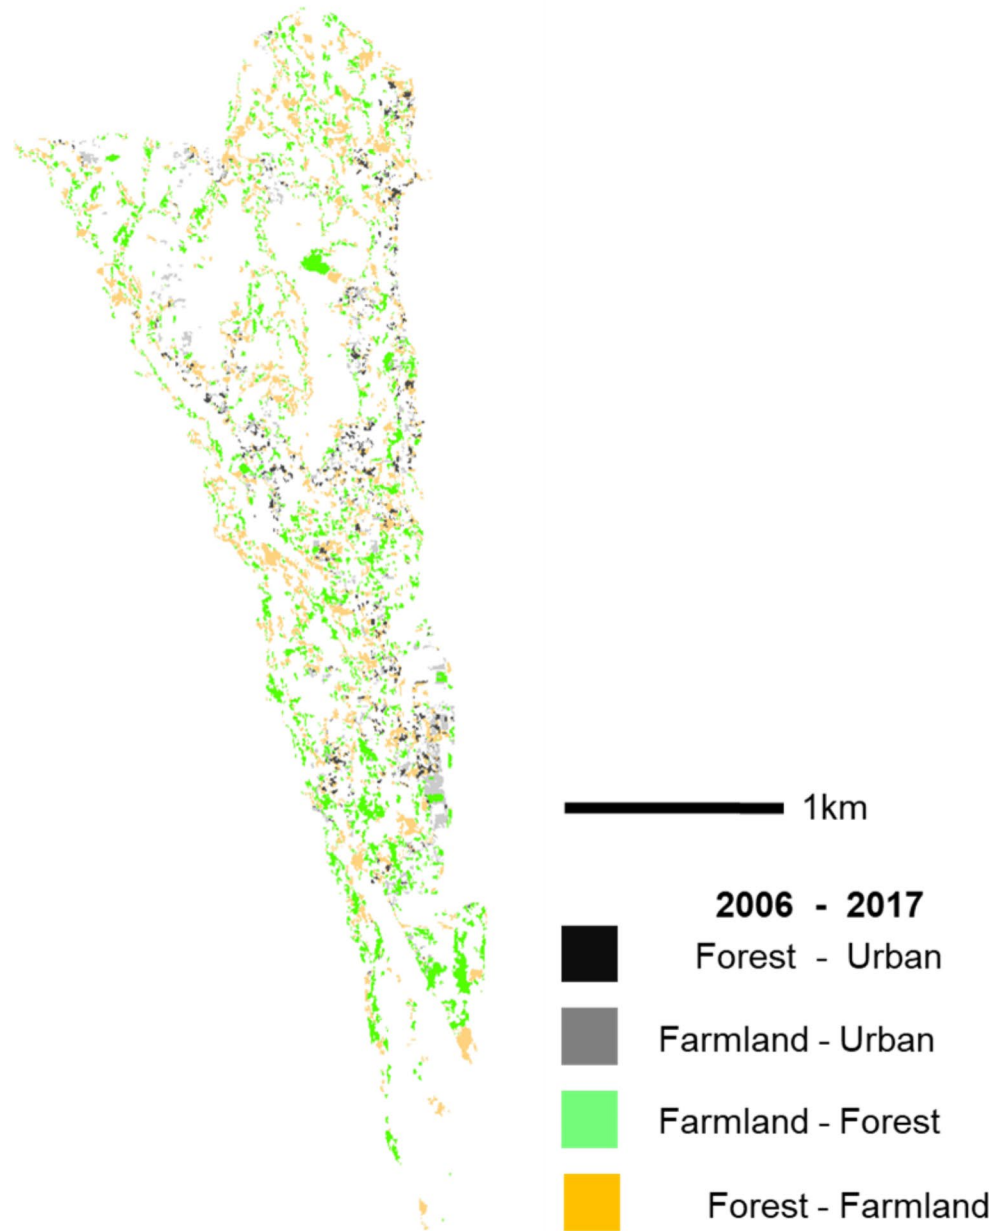 1km
2006 - 2017
Forest - Urban
Farmland - Urban
Farmland - Forest
Forest - Farmland